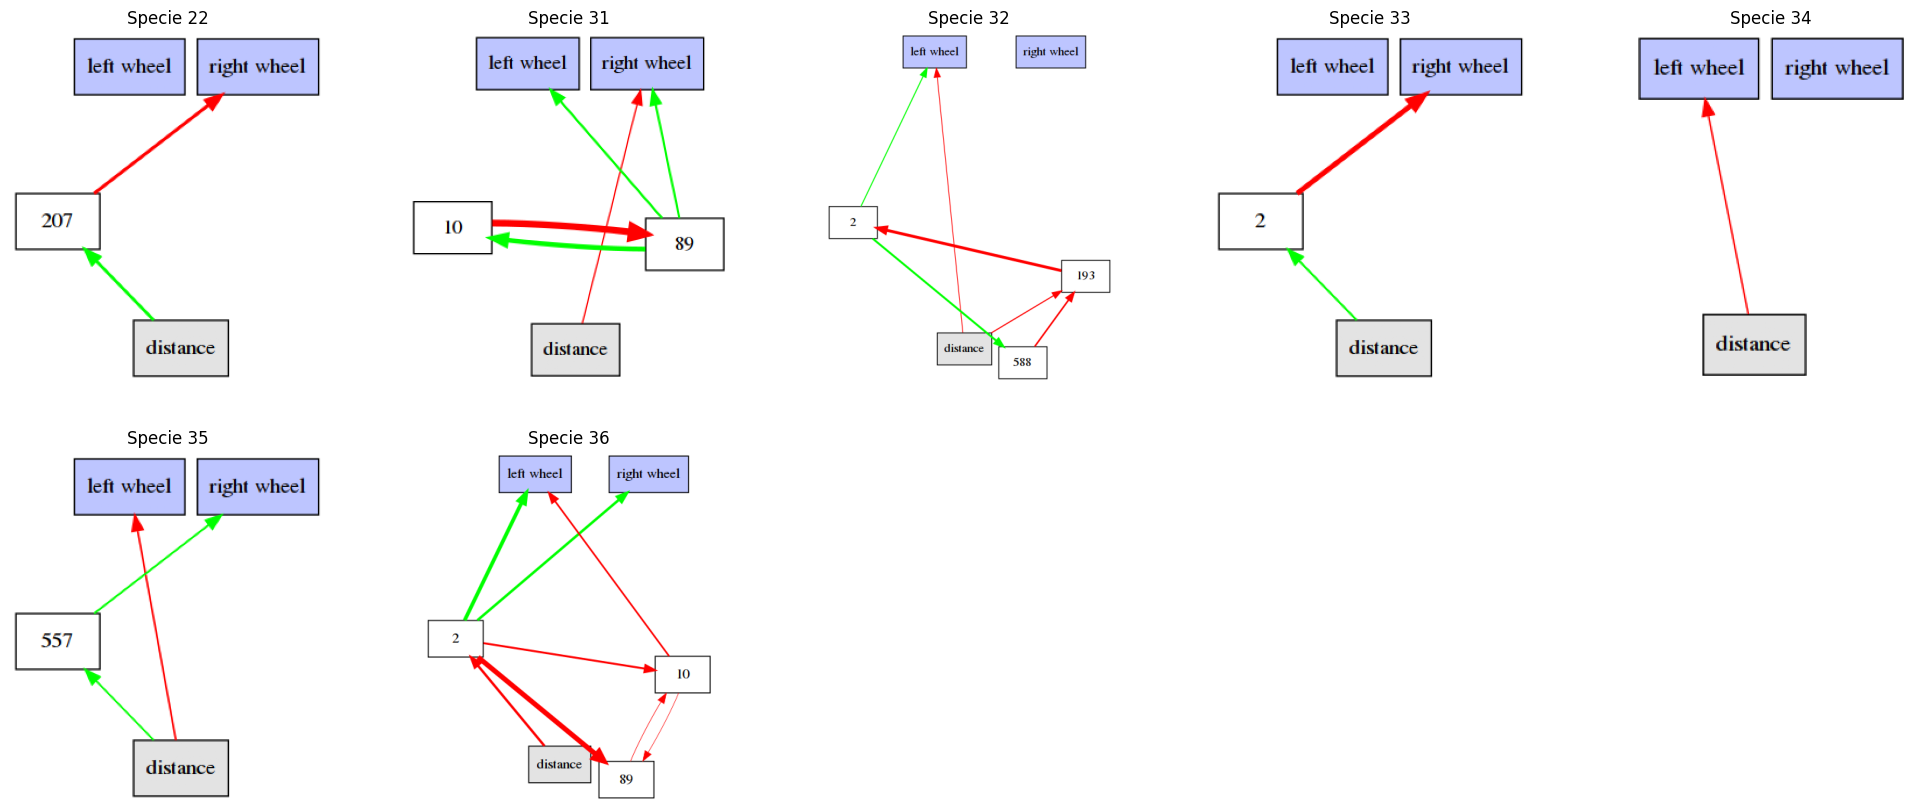 Specie 22
left wheel
right wheel
207
distance
Specie 31
left wheel
right wheel
10
89
distance
Specie 32
left wheel
right wheel
2
193
distance
588
Specie 33
left wheel
right wheel
2
distance
Specie 34
left wheel
right wheel
distance
Specie 35
left wheel
right wheel
557
distance
Specie 36
left wheel
right wheel
2
10
distance
89